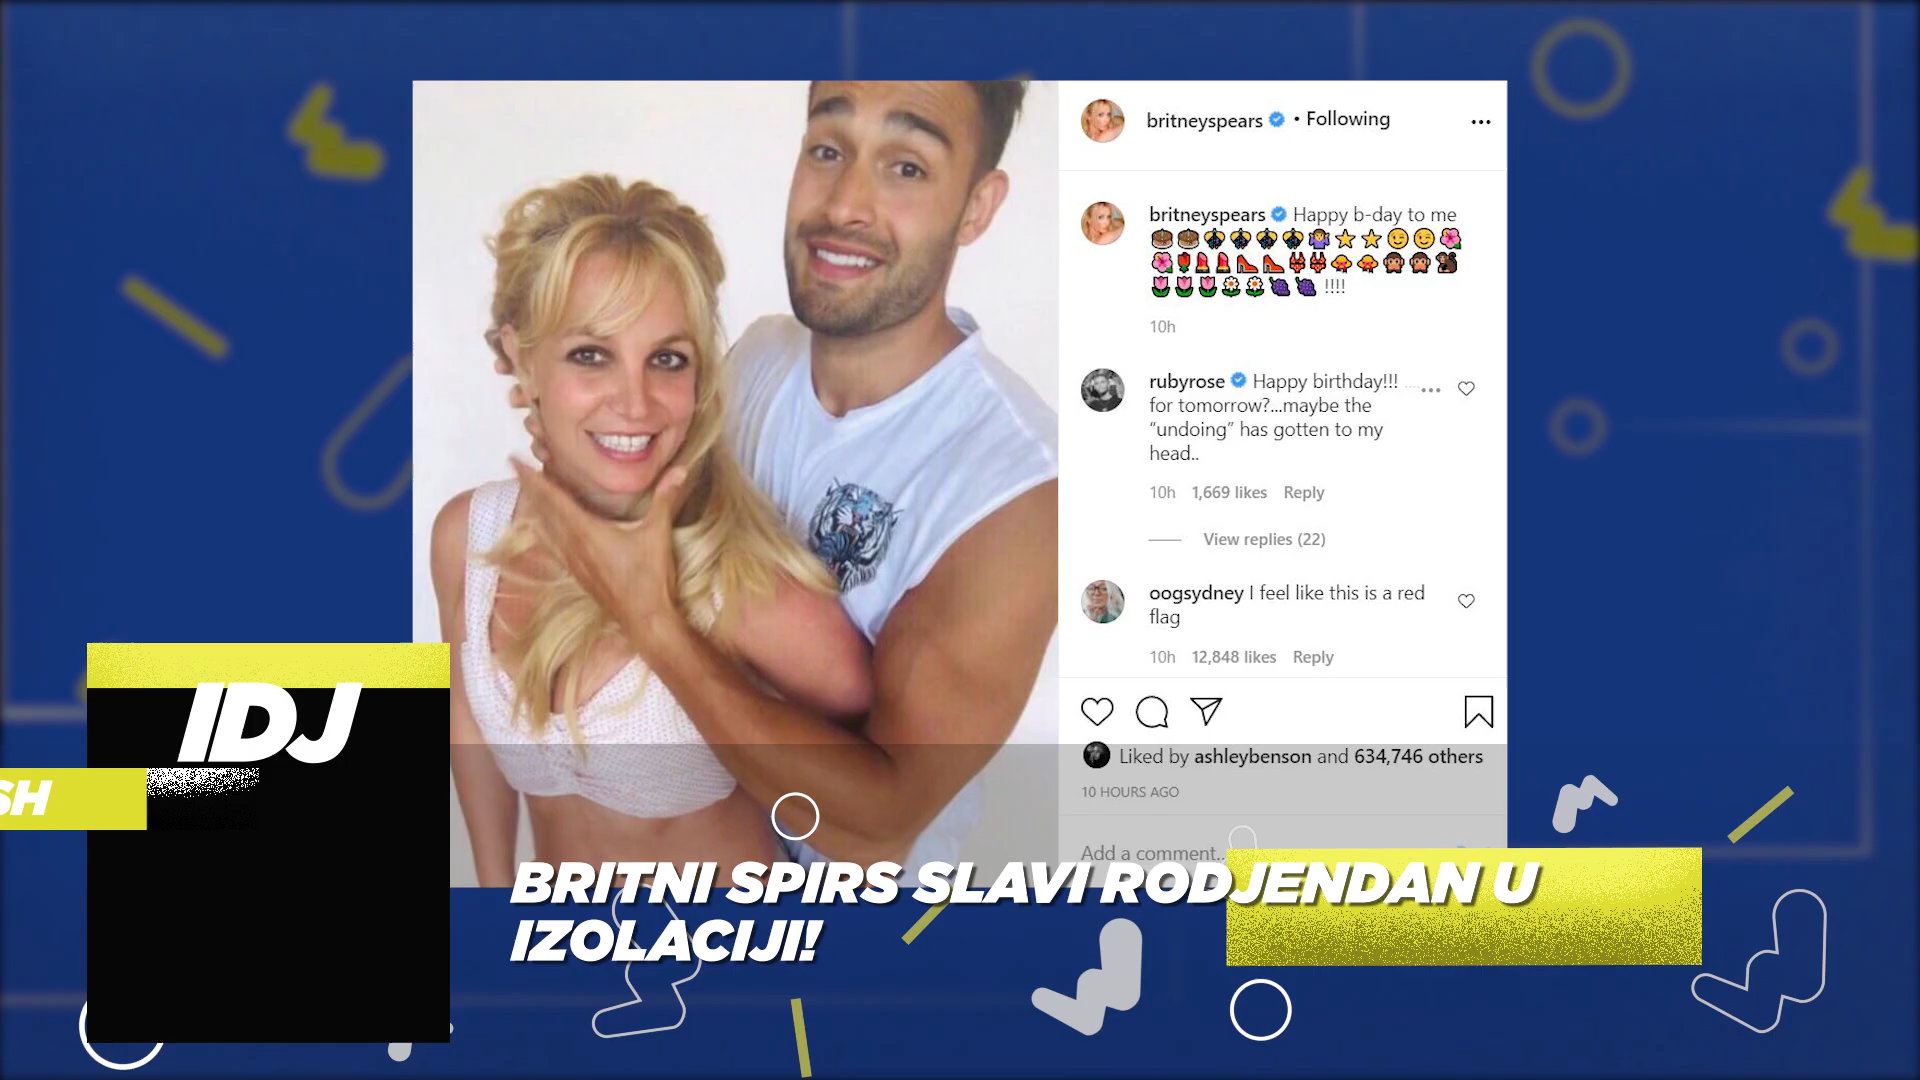 britneyspears • Following
britneyspears Happy b-day to me
!!!!
10h
rubyrose Happy birthday!!! ....
for tomorrow?...maybe the
“undoing” has gotten to my
head..
10h 1,669 likes Reply
View replies (22)
oogsydney I feel like this is a red
flag
10h 12,848 likes Reply
Liked by ashleybenson and 634,746 others
10 HOURS AGO
Add a comment..
IDJ
SH
BRITNI SPIRS SLAVI RODJENDAN U
IZOLACIJI!